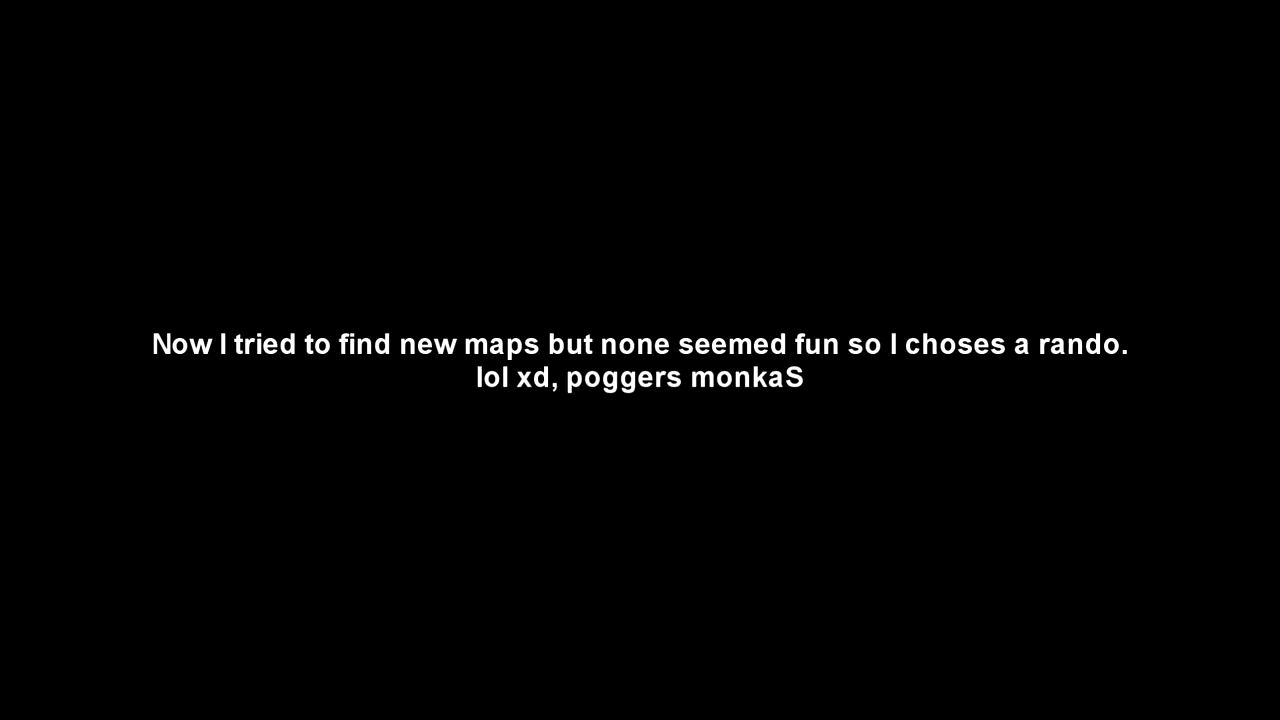 Now I tried to find new maps but none seemed fun so I choses a rando.
lol xd, poggers monkaS